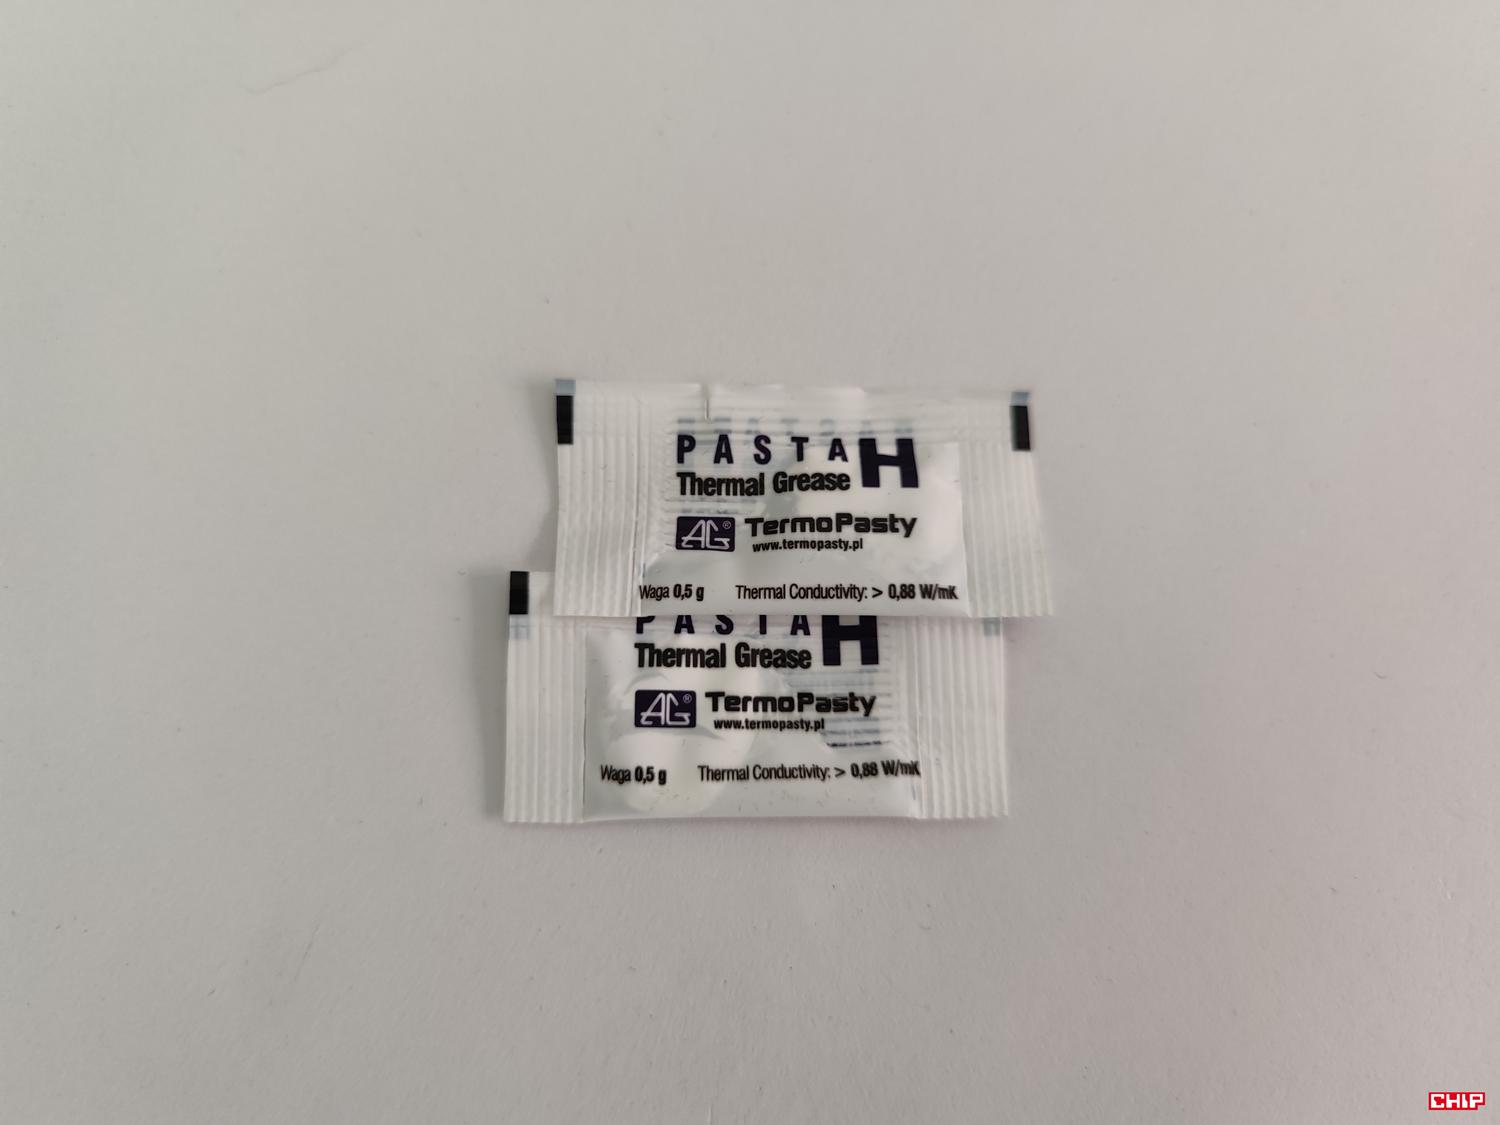 PASTA H
Thermal Grease
AG® TermoPasty
www.termopasty.pl
Waga 0,5 g Thermal Conductivity: > 0,88 W/mK
PASTA H
Thermal Grease
AG® TermoPasty
www.termopasty.pl
Waga 0,5 g Thermal Conductivity: > 0,88 W/mK
CHIP